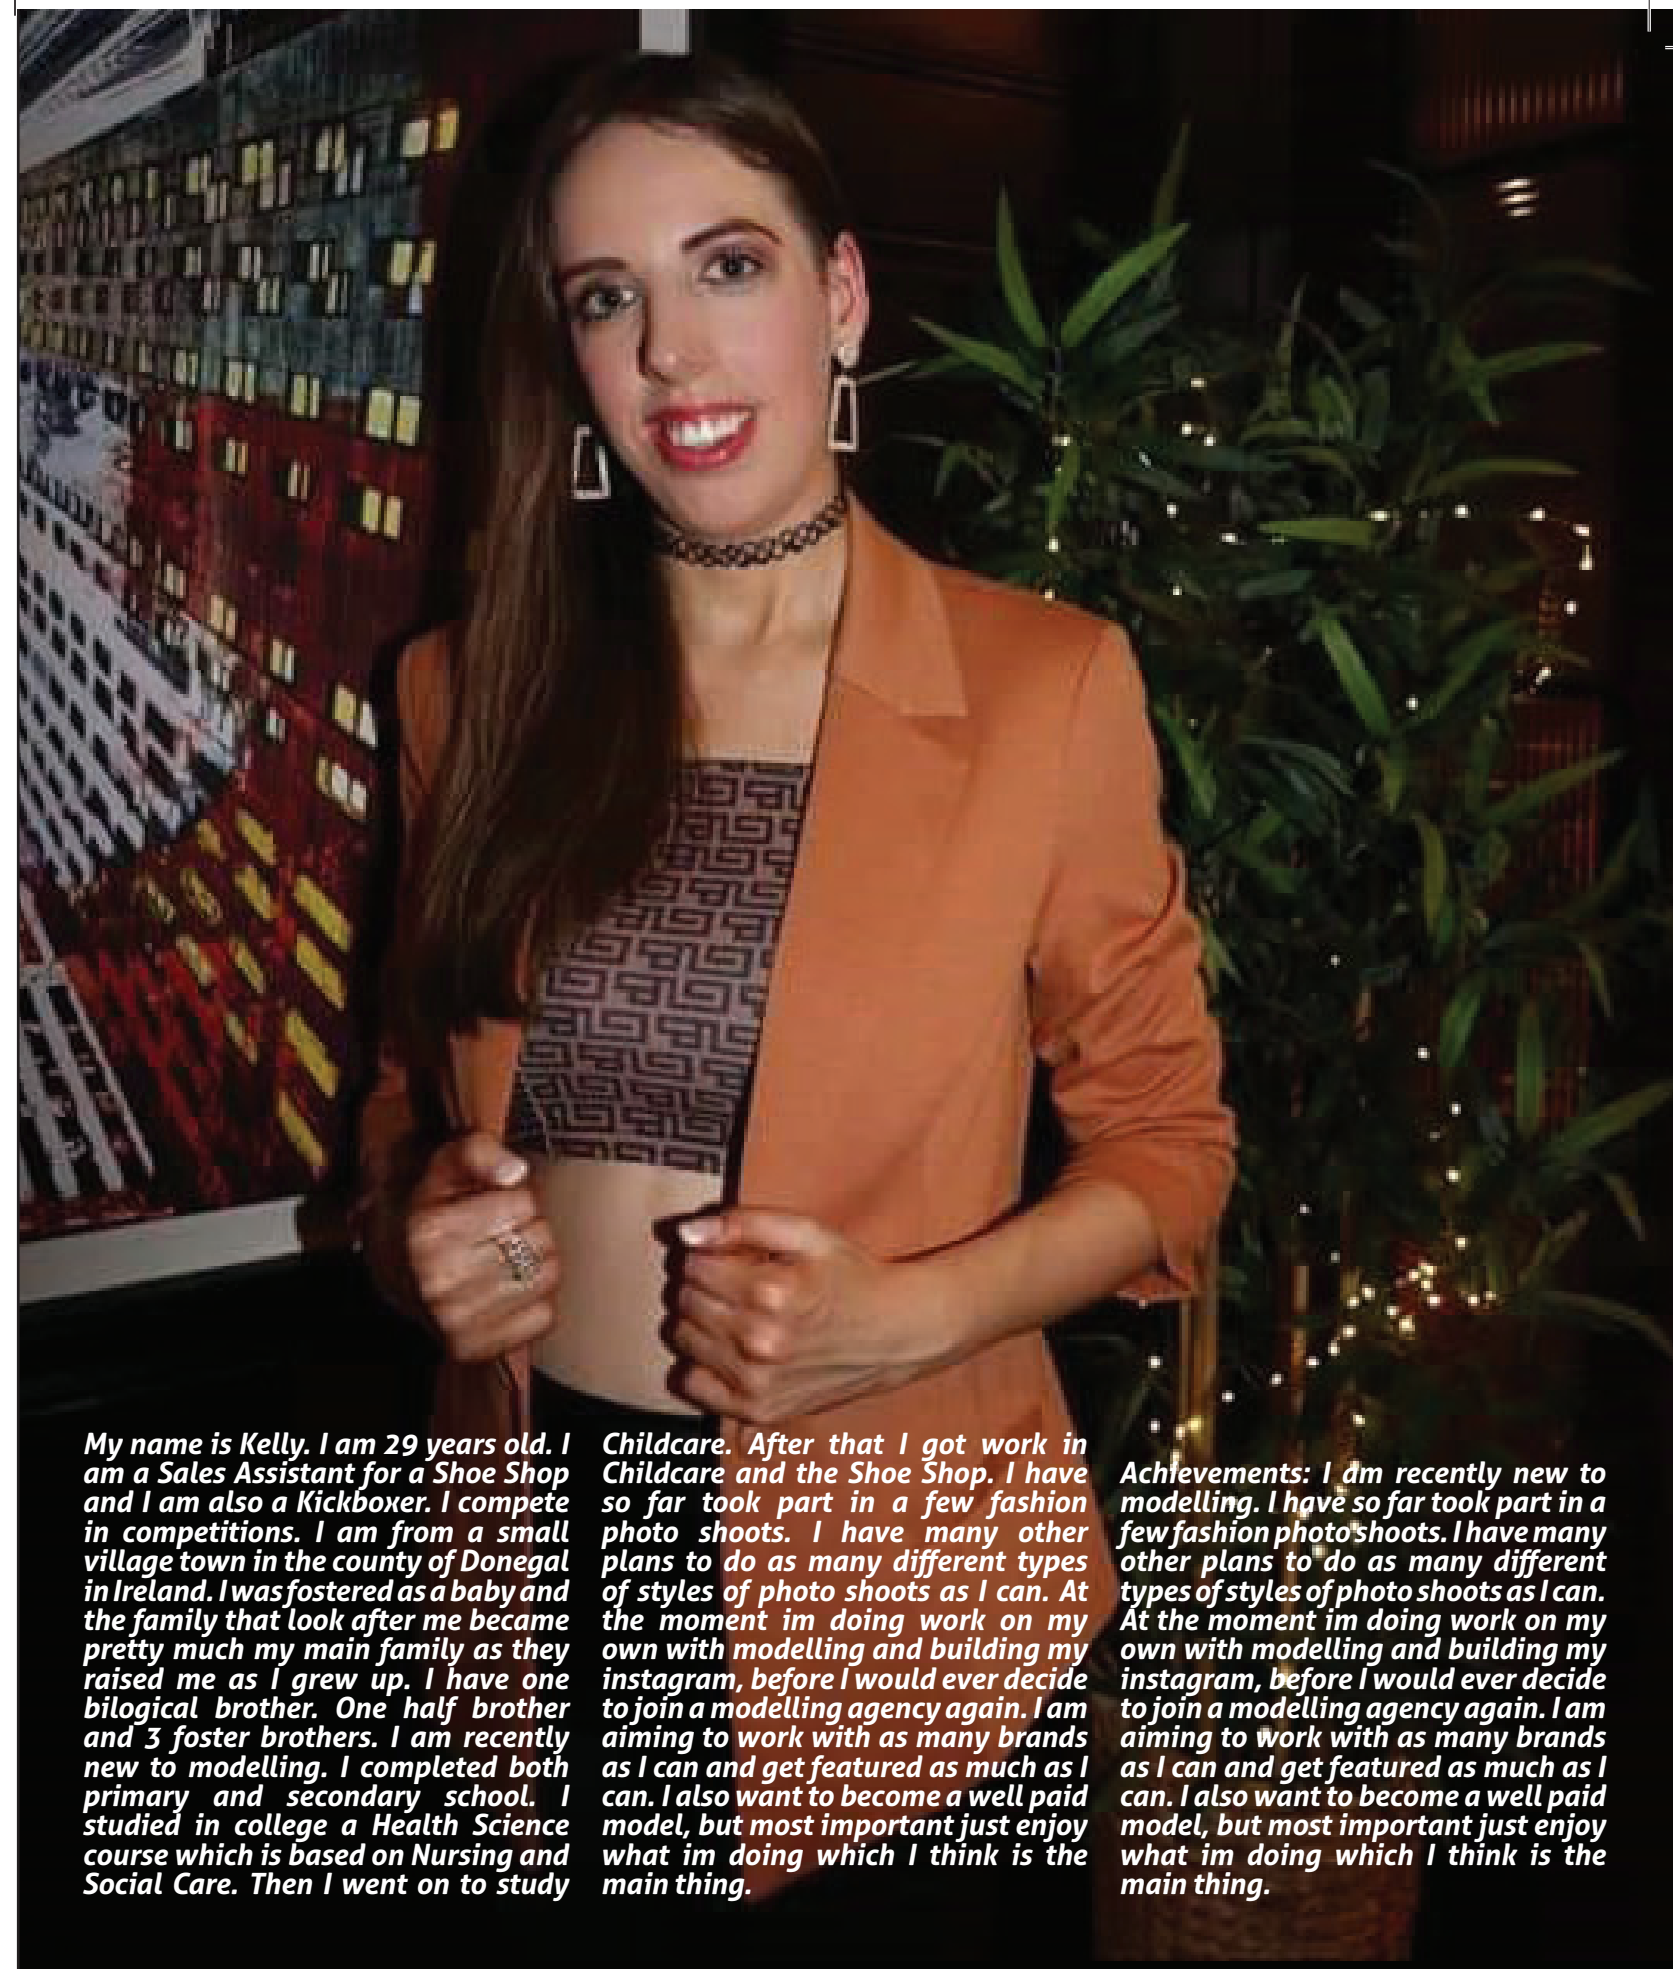 My name is Kelly. I am 29 years old. I
am a Sales Assistant for a Shoe Shop
and I am also a Kickboxer. I compete
in competitions. I am from a small
village town in the county of Donegal
in Ireland. I was fostered as a baby and
the family that look after me became
pretty much my main family as they
raised me as I grew up. I have one
bilogical brother. One half brother
and 3 foster brothers. I am recently
new to modelling. I completed both
primary and secondary school. I
studied in college a Health Science
course which is based on Nursing and
Social Care. Then I went on to study
Childcare. After that I got work in
Childcare and the Shoe Shop. I have
so far took part in a few fashion
photo shoots. I have many other
plans to do as many different types
of styles of photo shoots as I can. At
the moment im doing work on my
own with modelling and building my
instagram, before I would ever decide
to join a modelling agency again. I am
aiming to work with as many brands
as I can and get featured as much as I
can. I also want to become a well paid
model, but most important just enjoy
what im doing which I think is the
main thing.
Achievements: I am recently new to
modelling. I have so far took part in a
few fashion photo shoots. I have many
other plans to do as many different
types of styles of photo shoots as I can.
At the moment im doing work on my
own with modelling and building my
instagram, before I would ever decide
to join a modelling agency again. I am
aiming to work with as many brands
as I can and get featured as much as I
can. I also want to become a well paid
model, but most important just enjoy
what im doing which I think is the
main thing.